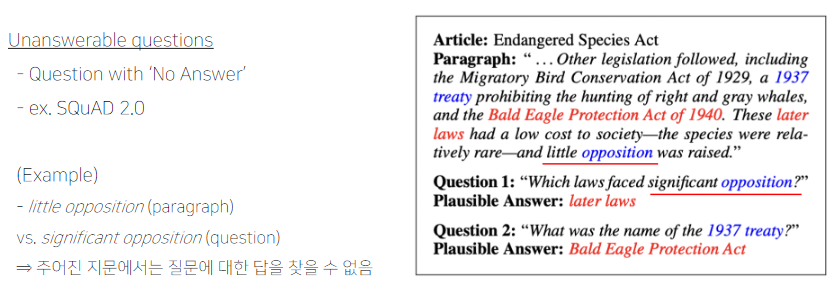 Unanswerable questions
- Question with ‘No Answer’
- ex. SQuAD 2.0
(Example)
- little opposition (paragraph)
vs. significant opposition (question)
⇒ 주어진 지문에서는 질문에 대한 답을 찾을 수 없음
Article: Endangered Species Act
Paragraph: “ …Other legislation followed, including
the Migratory Bird Conservation Act of 1929, a 1937
treaty prohibiting the hunting of right and gray whales,
and the Bald Eagle Protection Act of 1940. These later
laws had a low cost to society—the species were rela-
tively rare—and little opposition was raised.”
Question 1: “Which laws faced significant opposition?”
Plausible Answer: later laws
Question 2: “What was the name of the 1937 treaty?”
Plausible Answer: Bald Eagle Protection Act